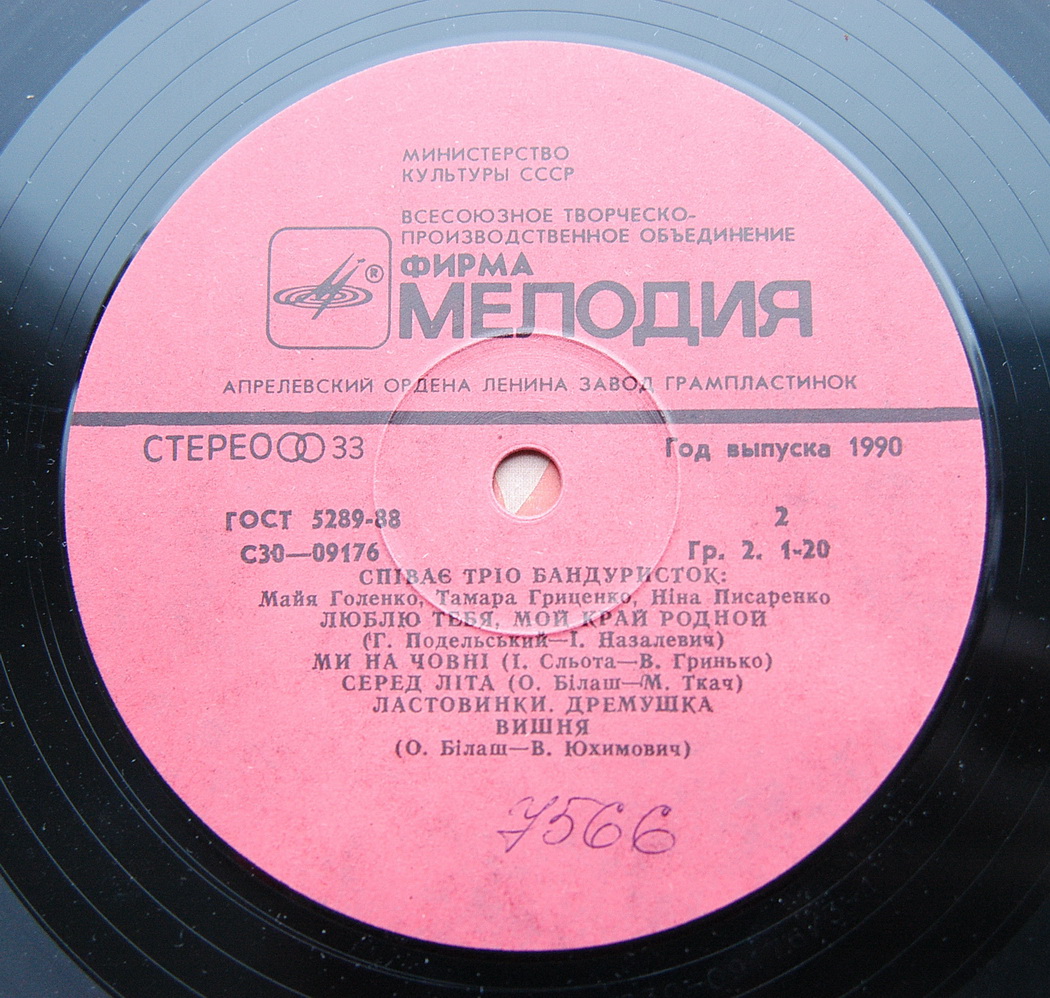 МИНИСТЕРСТВО
КУЛЬТУРЫ СССР
ВСЕСОЮЗНОЕ ТВОРЧЕСКО-
ПРОИЗВОДСТВЕННОЕ ОБЪЕДИНЕНИЕ
ФИРМА
®
МЕЛОДИЯ
АПРЕЛЕВСКИЙ ОРДЕНА ЛЕНИНА ЗАВОД ГРАМПЛАСТИНОК
СТЕРЕО 33 Год выпуска 1990
ГОСТ 5289-88 2
С30—09176 Гр. 2. 1-20
СПІВАЄ ТРІО БАНДУРИСТОК:
Майя Голенко, Тамара Гриценко, Ніна Писаренко
ЛЮБЛЮ ТЕБЯ, МОЙ КРАЙ РОДНОЙ
(Г. Подельський—І. Назалевич)
МИ НА ЧОВНІ (І. Сльота—В. Гринько)
СЕРЕД ЛІТА (О. Білаш—М. Ткач)
ЛАСТОВИНКИ. ДРЕМУШКА
ВИШНЯ
(О. Білаш—В. Юхимович)
7566